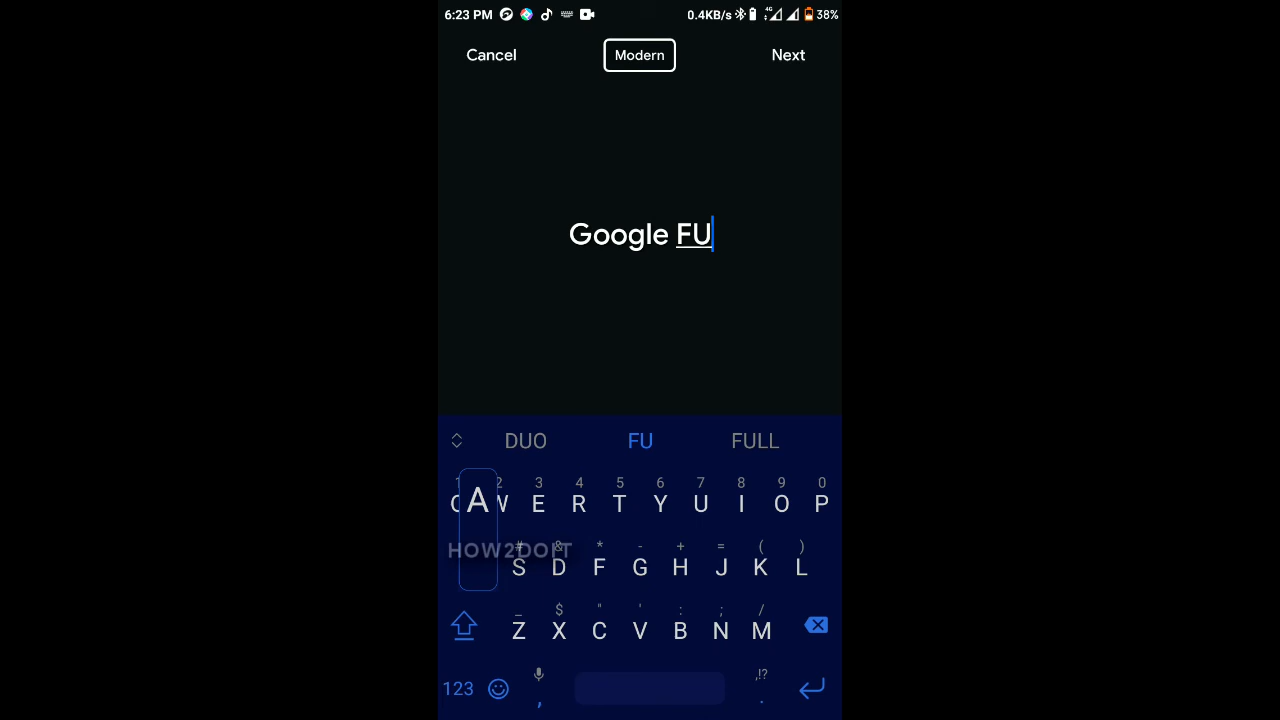 6:23 PM 0.4KB/s 4G 38%
Cancel Modern Next
Google FU
DUO FU FULL
1 2 3 4 5 6 7 8 9 0
A W E R T Y U I O P
# & * - + = ( )
HOW2DOIT
S D F G H J K L
_ $ " ' : ; /
Z X C V B N M
,!?
123 , .